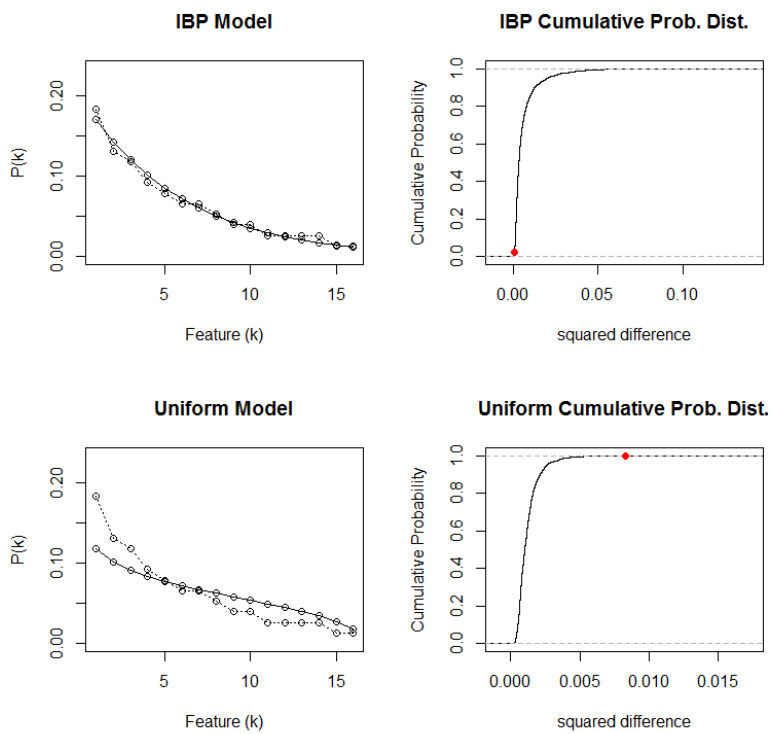 IBP Model
P(k)
0.00 0.10 0.20
5 10 15
Feature (k)
IBP Cumulative Prob. Dist.
Cumulative Probability
0.0 0.2 0.4 0.6 0.8 1.0
0.00 0.05 0.10
squared difference
Uniform Model
P(k)
0.00 0.10 0.20
5 10 15
Feature (k)
Uniform Cumulative Prob. Dist.
Cumulative Probability
0.0 0.2 0.4 0.6 0.8 1.0
0.000 0.005 0.010 0.015
squared difference